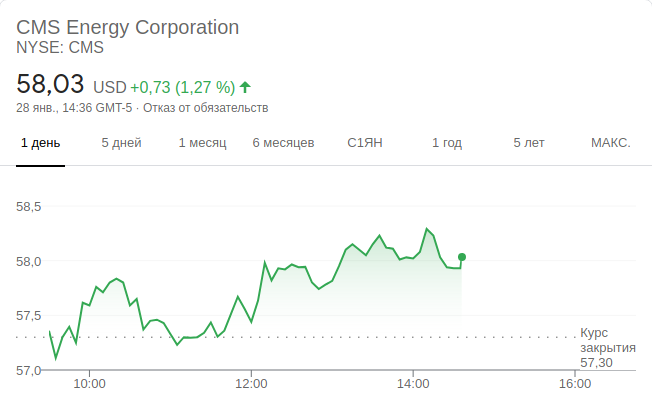 CMS Energy Corporation
NYSE: CMS
58,03 USD +0,73 (1,27 %)
28 янв., 14:36 GMT-5 · Отказ от обязательств
1 день 5 дней 1 месяц 6 месяцев С1ЯН 1 год 5 лет МАКС.
58,5
58,0
57,5
Курс
закрытия
57,30
57,0
10:00 12:00 14:00 16:00